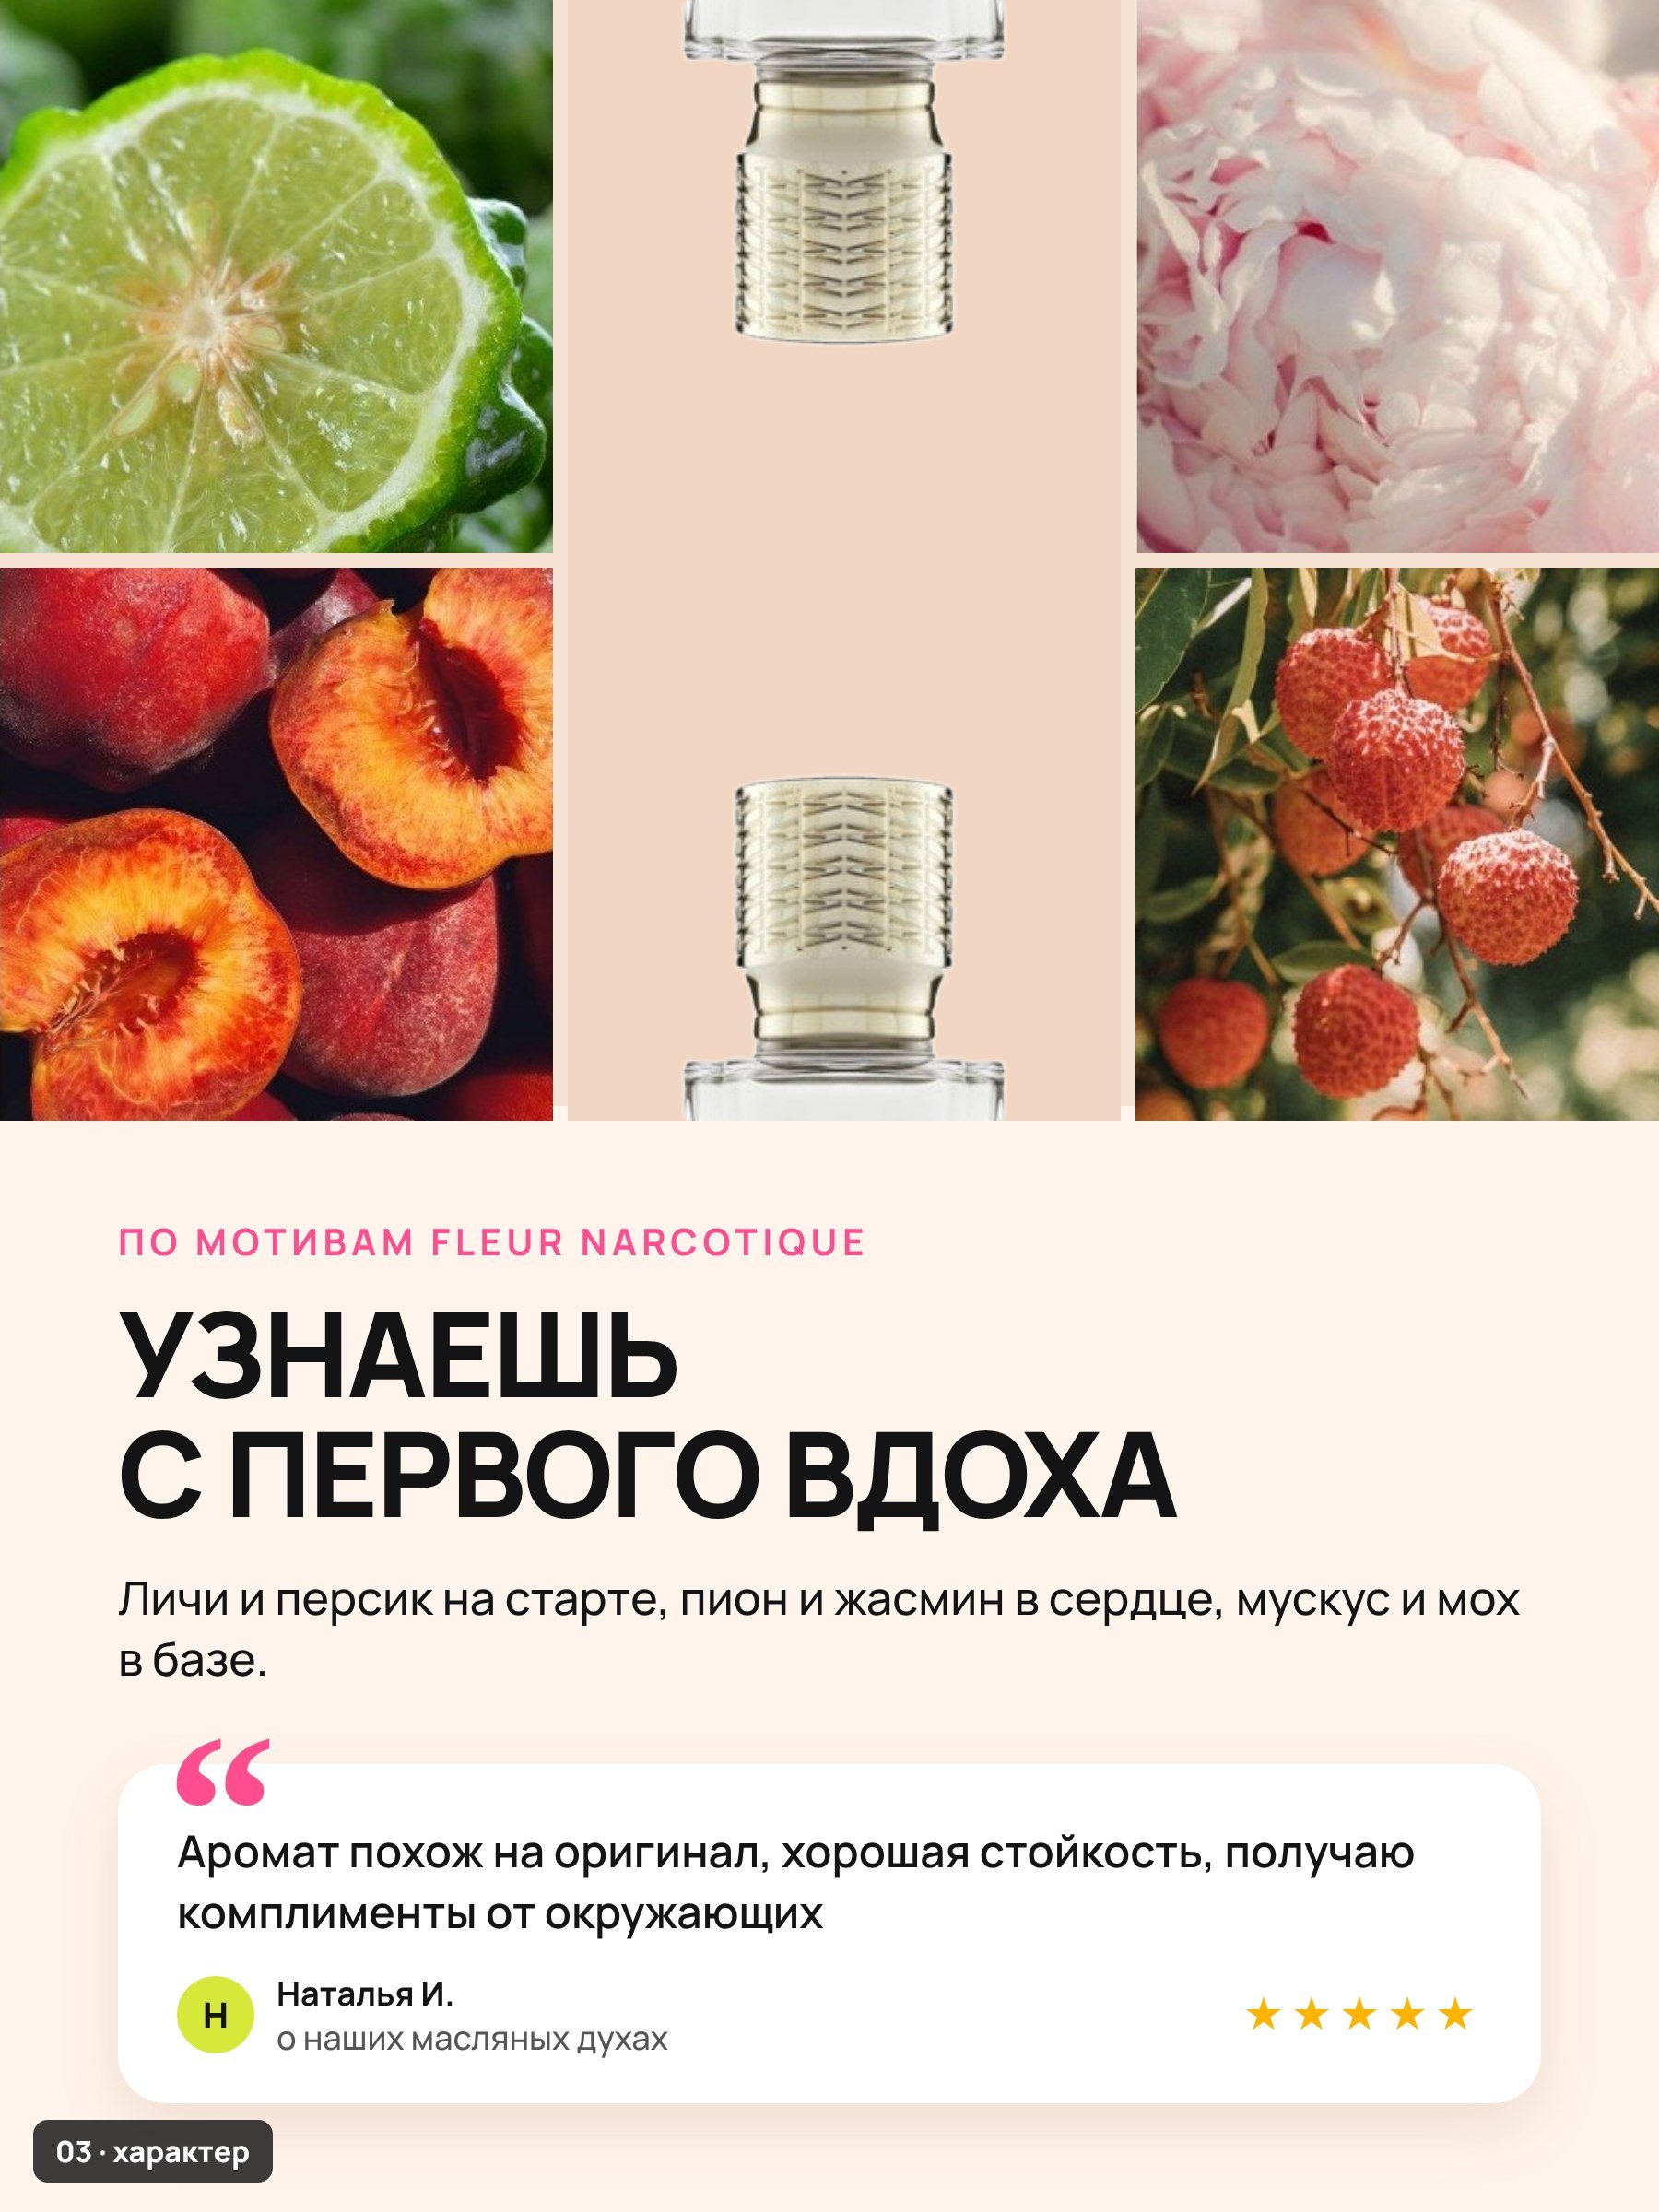 ПО МОТИВАМ FLEUR NARCOTIQUE
УЗНАЕШЬ
С ПЕРВОГО ВДОХА
Личи и персик на старте, пион и жасмин в сердце, мускус и мох
в базе.
“
Аромат похож на оригинал, хорошая стойкость, получаю
комплименты от окружающих
Н
Наталья И.
о наших масляных духах
★★★★★
03 · характер